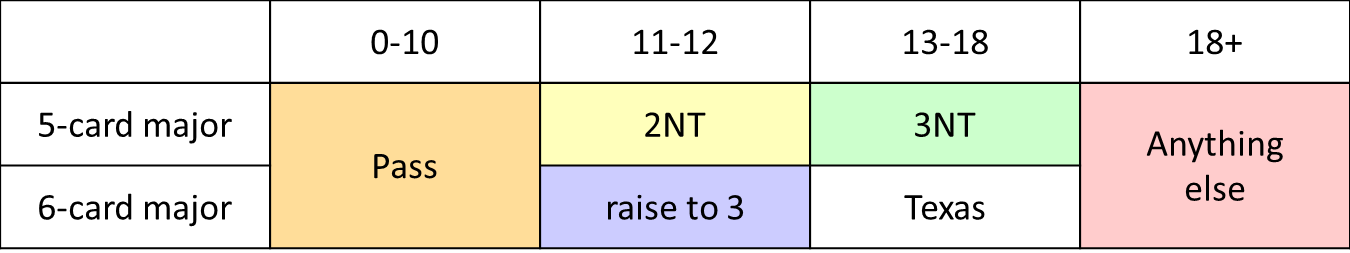 0-10 11-12 13-18 18+
5-card major 2NT 3NT
Pass Anything
else
6-card major raise to 3 Texas